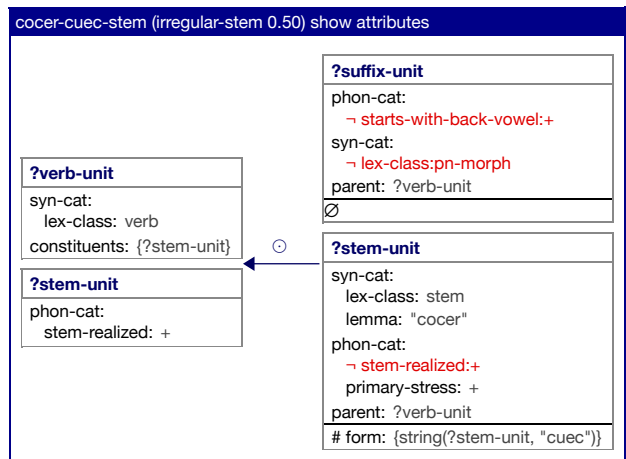 cocer-cuec-stem (irregular-stem 0.50) show attributes
?verb-unit
syn-cat:
lex-class: verb
constituents: {?stem-unit}
?stem-unit
phon-cat:
stem-realized: +
⊙
?suffix-unit
phon-cat:
¬ starts-with-back-vowel:+
syn-cat:
¬ lex-class:pn-morph
parent: ?verb-unit
∅
?stem-unit
syn-cat:
lex-class: stem
lemma: "cocer"
phon-cat:
¬ stem-realized:+
primary-stress: +
parent: ?verb-unit
# form: {string(?stem-unit, "cuec")}